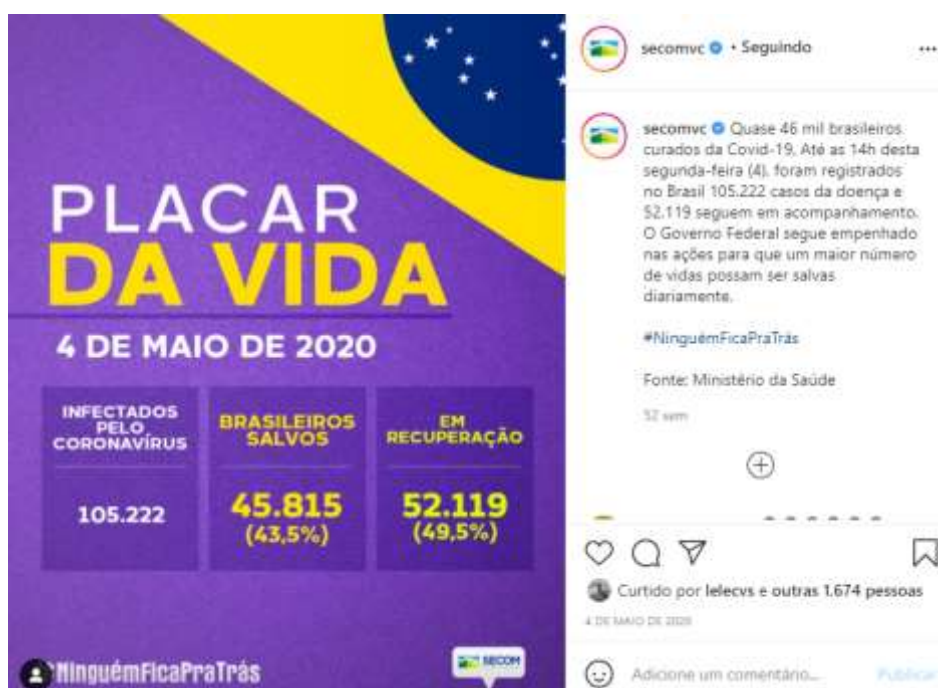 PLACAR
DA VIDA
4 DE MAIO DE 2020
INFECTADOS
PELO
CORONAVÍRUS
105.222
BRASILEIROS
SALVOS
45.815
(43,5%)
EM
RECUPERAÇÃO
52.119
(49,5%)
#NinguémFicaPraTrás
SECOM
secomvc • Seguindo
secomvc Quase 46 mil brasileiros
curados da Covid-19. Até as 14h desta
segunda-feira (4), foram registrados
no Brasil 105.222 casos da doença e
52.119 seguem em acompanhamento.
O Governo Federal segue empenhado
nas ações para que um maior número
de vidas possam ser salvas
diariamente.
#NinguémFicaPraTrás
Fonte: Ministério da Saúde
52 sem
Curtido por lelecvs e outras 1.674 pessoas
4 DE MAIO DE 2020
Adicione um comentário...
Publicar